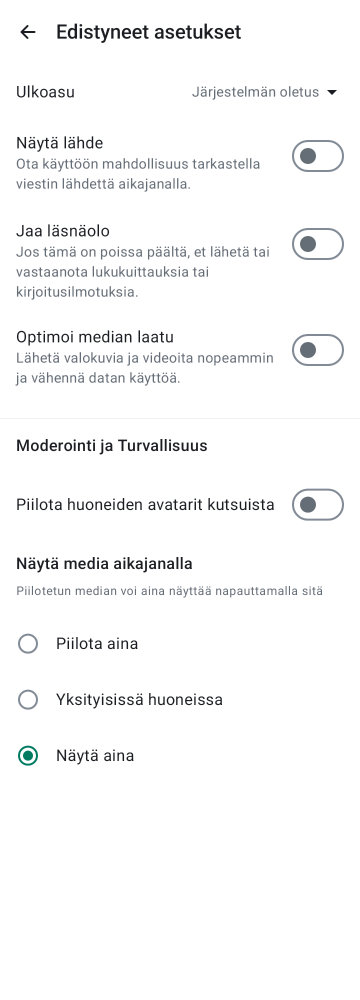 Edistyneet asetukset
Ulkoasu
Järjestelmän oletus
Näytä lähde
Ota käyttöön mahdollisuus tarkastella
viestin lähdettä aikajanalla.
Jaa läsnäolo
Jos tämä on poissa päältä, et lähetä tai
vastaanota lukukuittauksia tai
kirjoitusilmotuksia.
Optimoi median laatu
Lähetä valokuvia ja videoita nopeammin
ja vähennä datan käyttöä.
Moderointi ja Turvallisuus
Piilota huoneiden avatarit kutsuista
Näytä media aikajanalla
Piilotetun median voi aina näyttää napauttamalla sitä
Piilota aina
Yksityisissä huoneissa
Näytä aina